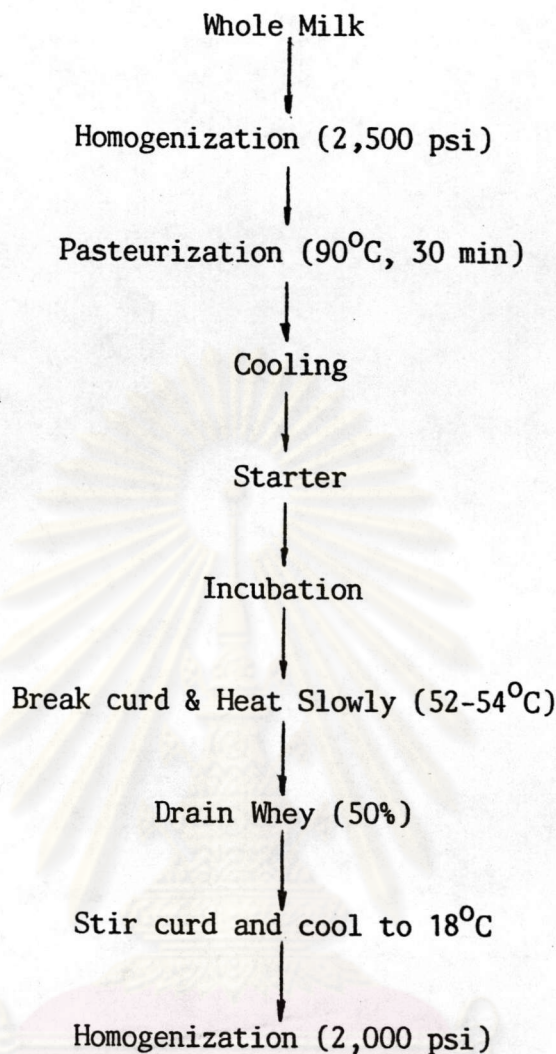 Whole Milk
Homogenization (2,500 psi)
Pasteurization (90°C, 30 min)
Cooling
Starter
Incubation
Break curd & Heat Slowly (52-54°C)
Drain Whey (50%)
Stir curd and cool to 18°C
Homogenization (2,000 psi)